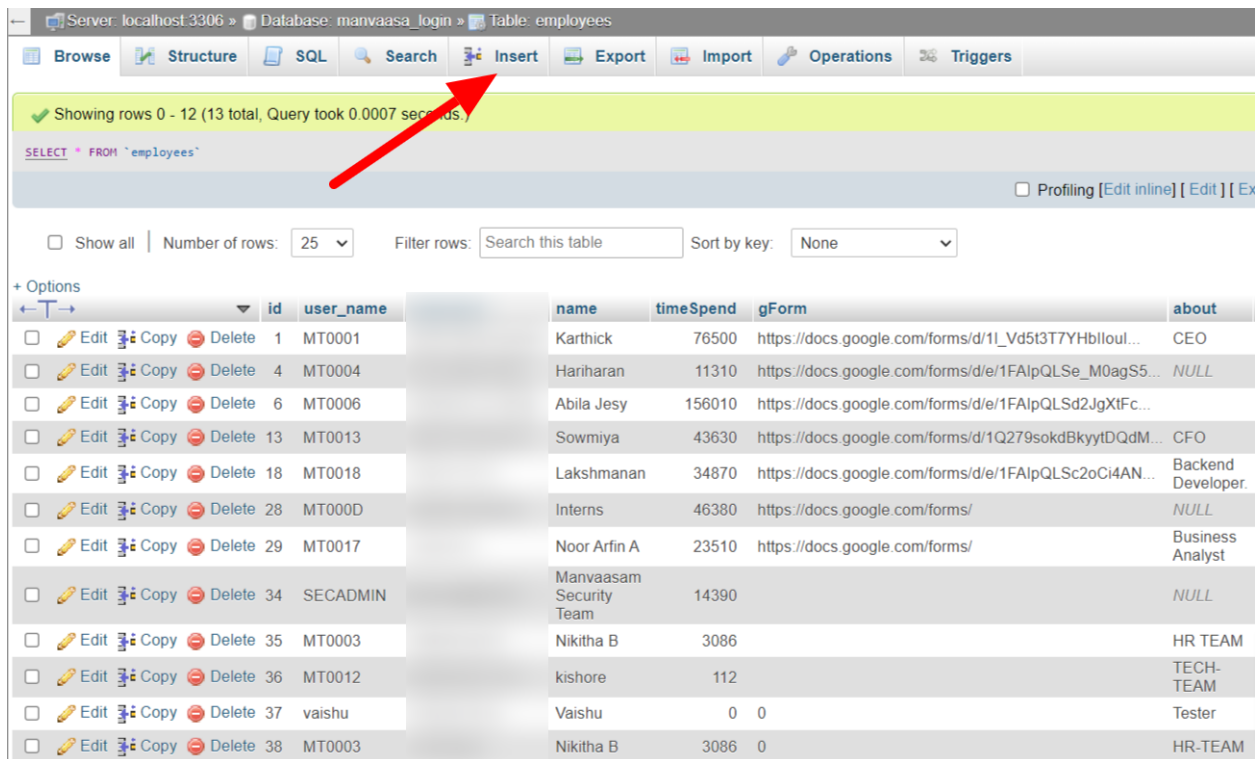 ← Server: localhost:3306 » Database: manvaasa_login » Table: employees
Browse Structure SQL Search Insert Export Import Operations Triggers
Showing rows 0 - 12 (13 total, Query took 0.0007 seconds.)
SELECT * FROM `employees`
Profiling [Edit inline] [ Edit ] [ Ex
Show all | Number of rows: 25 Filter rows: Search this table Sort by key: None
+ Options
←T→ id user_name name timeSpend gForm about
Edit Copy Delete 1 MT0001 Karthick 76500 https://docs.google.com/forms/d/1l_Vd5t3T7YHblloul... CEO
Edit Copy Delete 4 MT0004 Hariharan 11310 https://docs.google.com/forms/d/e/1FAIpQLSe_M0agS5... NULL
Edit Copy Delete 6 MT0006 Abila Jesy 156010 https://docs.google.com/forms/d/e/1FAIpQLSd2JgXtFc...
Edit Copy Delete 13 MT0013 Sowmiya 43630 https://docs.google.com/forms/d/1Q279sokdBkyytDQdM... CFO
Edit Copy Delete 18 MT0018 Lakshmanan 34870 https://docs.google.com/forms/d/e/1FAIpQLSc2oCi4AN... Backend Developer.
Edit Copy Delete 28 MT000D Interns 46380 https://docs.google.com/forms/ NULL
Edit Copy Delete 29 MT0017 Noor Arfin A 23510 https://docs.google.com/forms/ Business Analyst
Edit Copy Delete 34 SECADMIN Manvaasam Security Team 14390 NULL
Edit Copy Delete 35 MT0003 Nikitha B 3086 HR TEAM
Edit Copy Delete 36 MT0012 kishore 112 TECH-TEAM
Edit Copy Delete 37 vaishu Vaishu 0 0 Tester
Edit Copy Delete 38 MT0003 Nikitha B 3086 0 HR-TEAM